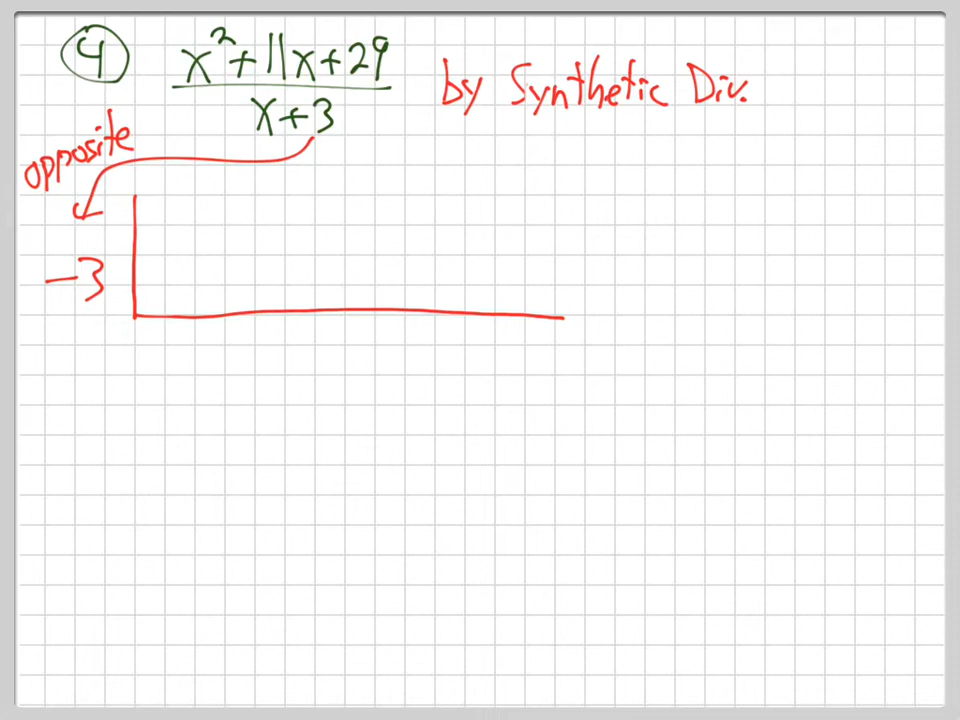 ④ x²+11x+29 by Synthetic Div.
x+3
opposite
-3